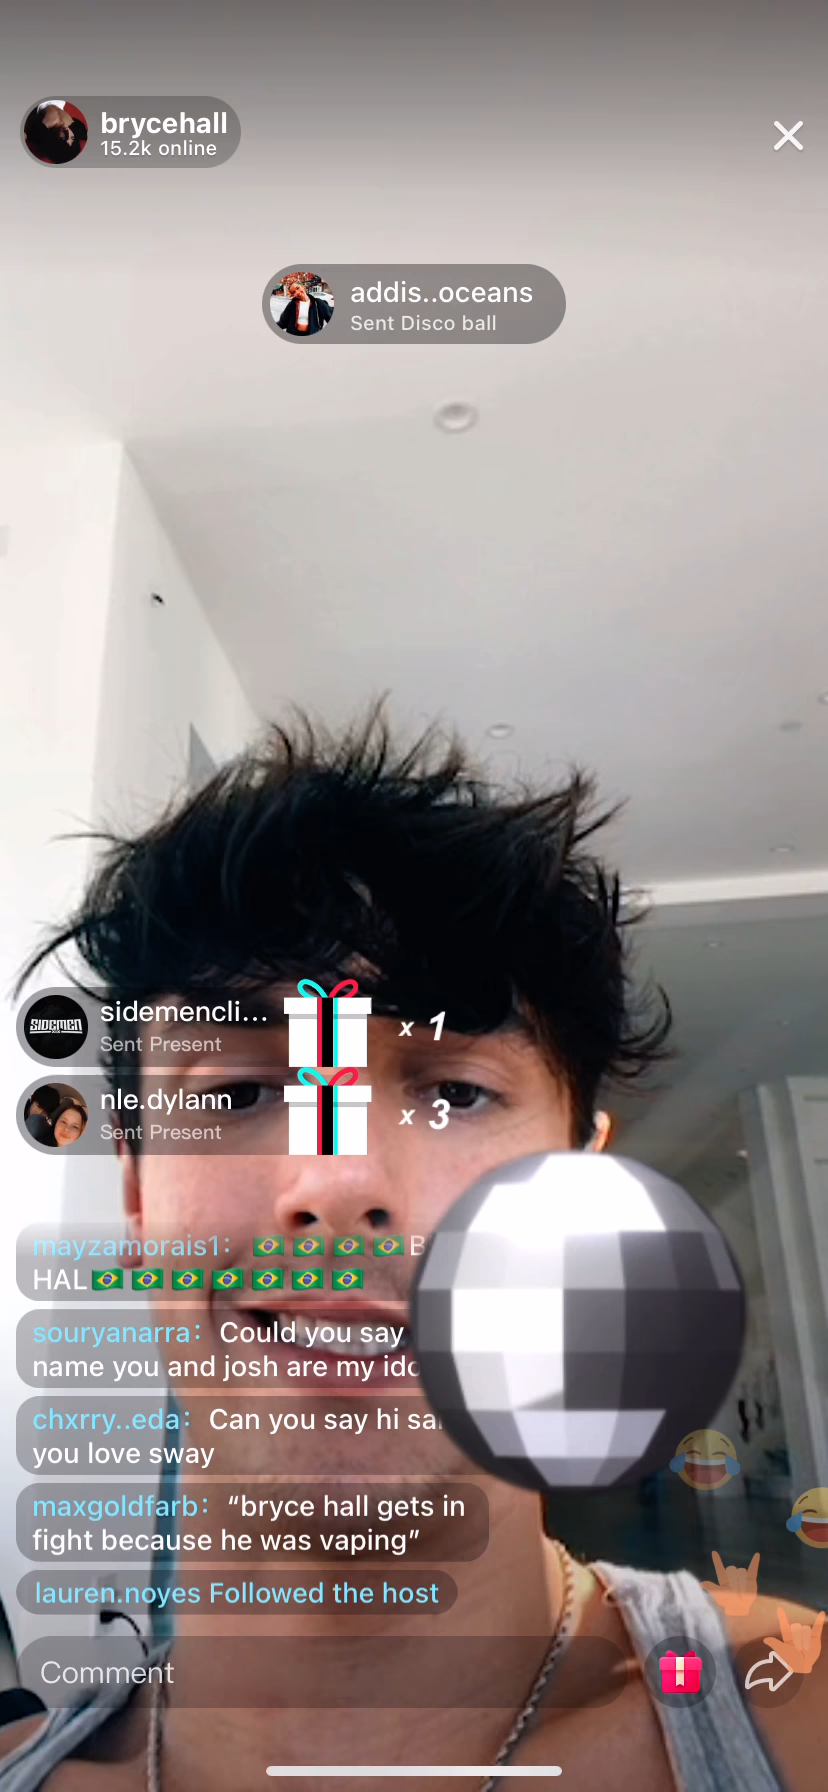 brycehall
15.2k online
addis..oceans
Sent Disco ball
sidemencli...
SIDEMEN
Sent Present
x 1
nle.dylann
Sent Present
x 3
mayzamorais1: 🇧🇷🇧🇷🇧🇷🇧🇷B
HAL🇧🇷🇧🇷🇧🇷🇧🇷🇧🇷🇧🇷🇧🇷
souryanarra: Could you say
name you and josh are my
chxrry..eda: Can you say hi
you love sway
maxgoldfarb: “bryce hall gets in
fight because he was vaping”
lauren.noyes Followed the host
Comment